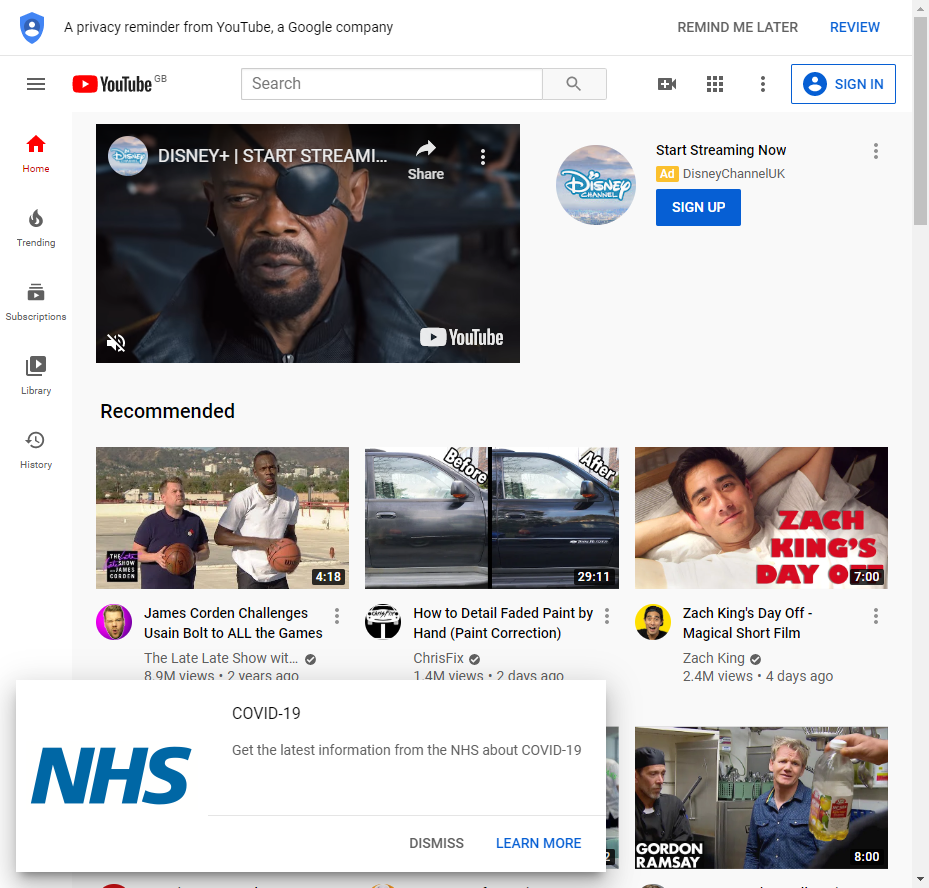 A privacy reminder from YouTube, a Google company
REMIND ME LATER
REVIEW
YouTube GB
Search
SIGN IN
Home
Trending
Subscriptions
Library
History
DISNEY+ | START STREAMI...
Share
YouTube
Disney
CHANNEL
Start Streaming Now
Ad DisneyChannelUK
SIGN UP
Recommended
THE
LATE LATE
SHOW WITH
JAMES
CORDEN
4:18
Before
After
29:11
ZACH
KING'S
DAY OFF
7:00
James Corden Challenges
Usain Bolt to ALL the Games
The Late Late Show wit...
8.9M views • 2 years ago
How to Detail Faded Paint by
Hand (Paint Correction)
ChrisFix
1.4M views • 2 days ago
Zach King's Day Off -
Magical Short Film
Zach King
2.4M views • 4 days ago
NHS
COVID-19
Get the latest information from the NHS about COVID-19
DISMISS
LEARN MORE
GORDON
RAMSAY
8:00